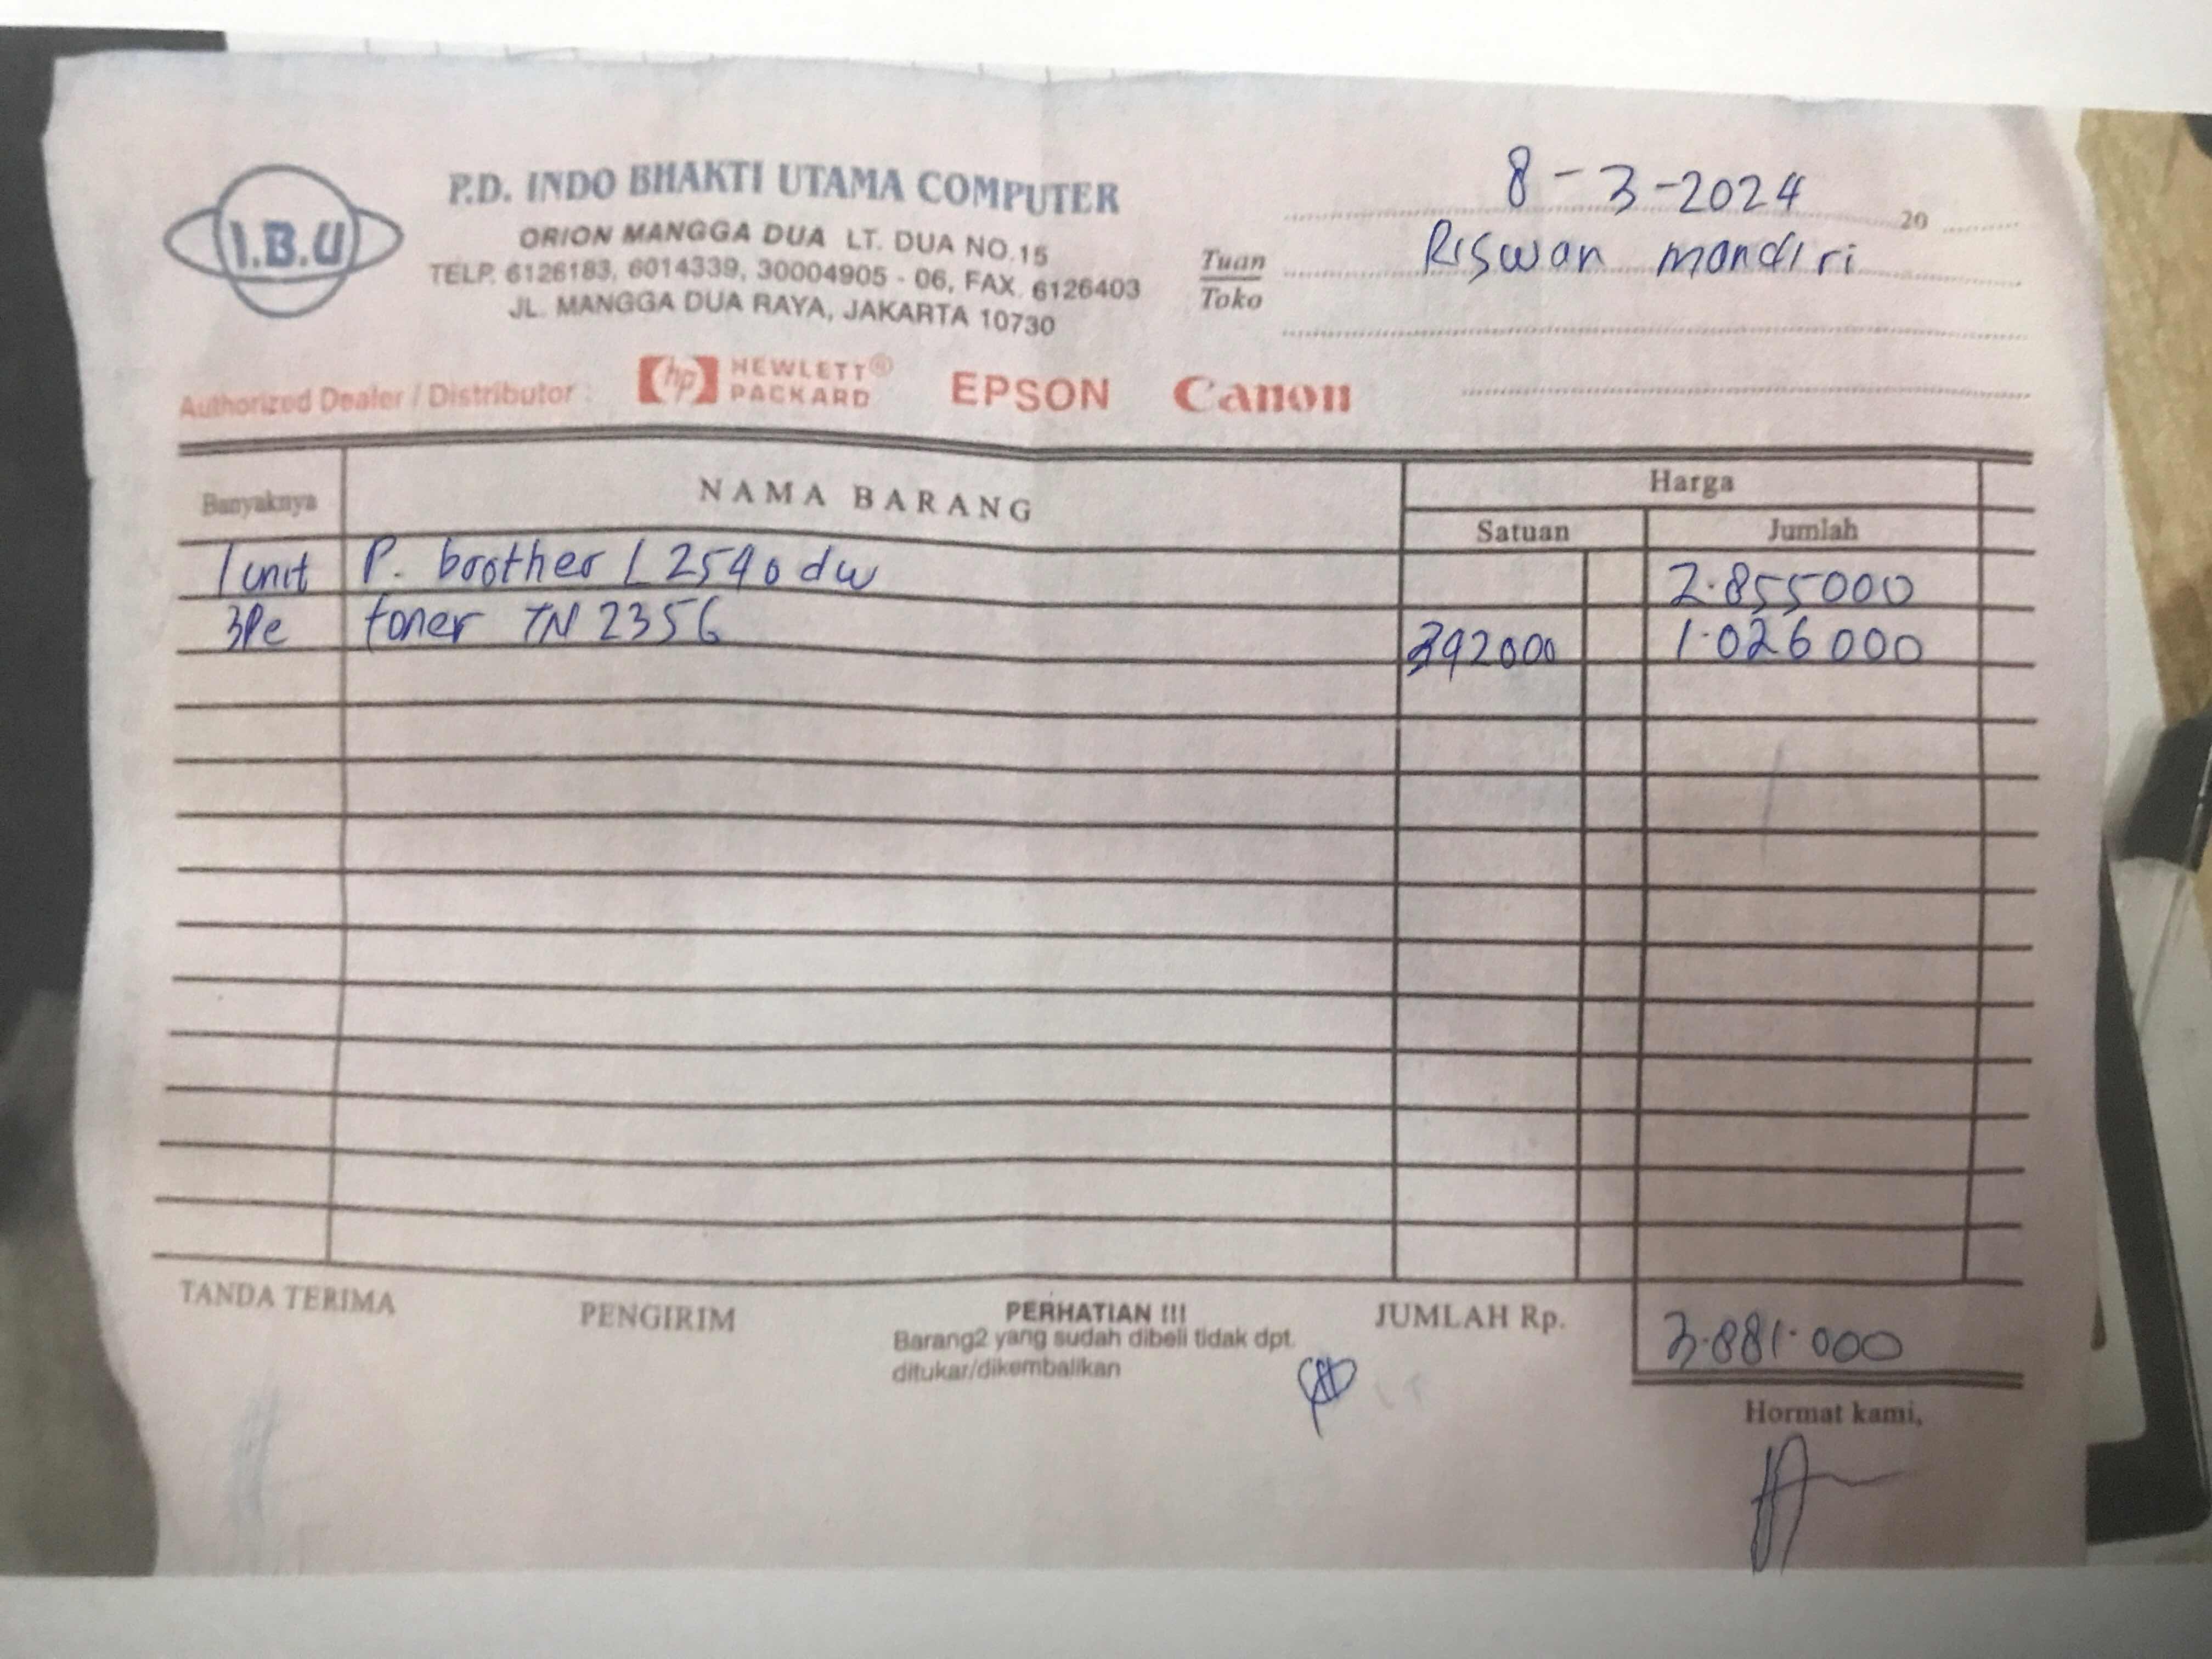 I.B.U
P.D. INDO BHAKTI UTAMA COMPUTER
ORION MANGGA DUA LT. DUA NO.15
TELP. 6126183, 6014339, 30004905 - 06, FAX. 6126403
JL. MANGGA DUA RAYA, JAKARTA 10730
8-3-2024
20
Tuan
Toko
Riswan mandiri
Authorized Dealer / Distributor : hp HEWLETT® PACKARD EPSON Canon
Banyaknya NAMA BARANG Harga
Satuan Jumlah
1 unit P. brother L2540dw 2.855000
toner TN 2356 392000 1.026000
TANDA TERIMA PENGIRIM PERHATIAN !!! JUMLAH Rp. 3.881.000
Barang2 yang sudah dibeli tidak dpt.
ditukar/dikembalikan
Hormat kami,